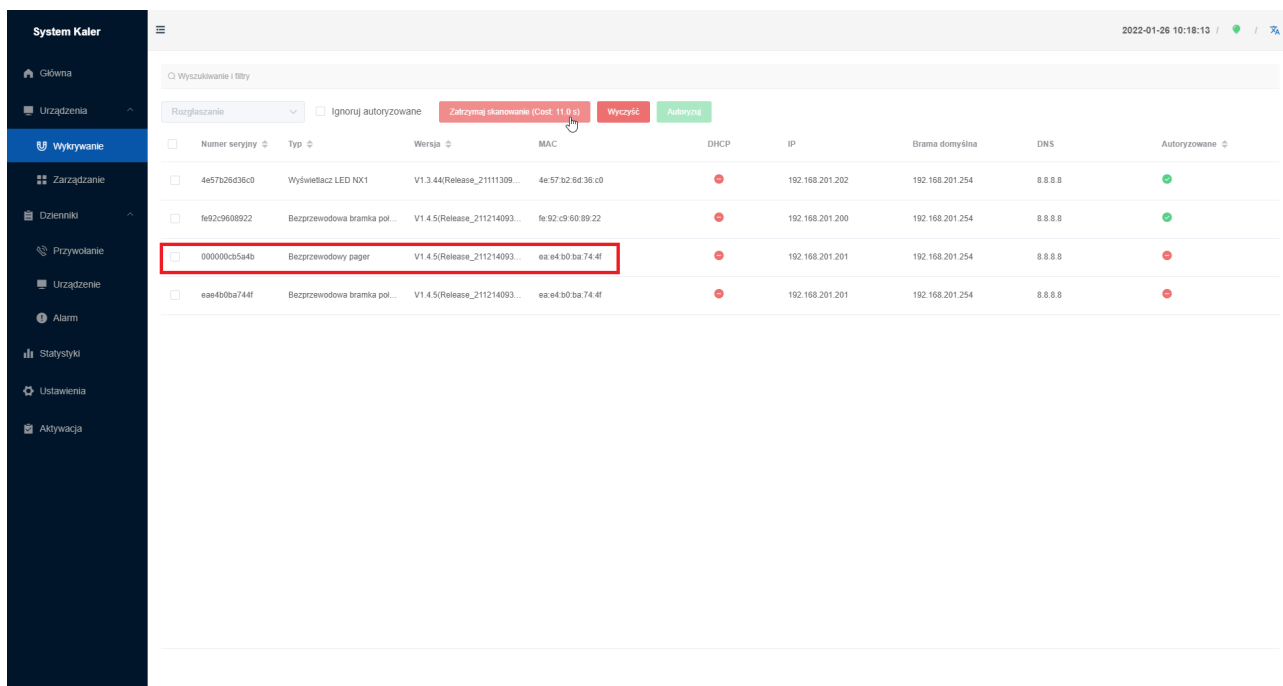 System Kaler
2022-01-26 10:18:13 / /
Główna
Urządzenia
Wykrywanie
Zarządzanie
Dzienniki
Przywołanie
Urządzenie
Alarm
Statystyki
Ustawienia
Aktywacja
Wyszukiwanie i filtry
Rozgłaszanie Ignoruj autoryzowane Zatrzymaj skanowanie (Cost: 11.0 s) Wyczyść Autoryzuj
Numer seryjny Typ Wersja MAC DHCP IP Brama domyślna DNS Autoryzowane
4e57b26d36c0 Wyświetlacz LED NX1 V1.3.44(Release_21111309... 4e:57:b2:6d:36:c0 192.168.201.202 192.168.201.254 8.8.8.8
fe92c9608922 Bezprzewodowa bramka poł... V1.4.5(Release_211214093... fe:92:c9:60:89:22 192.168.201.200 192.168.201.254 8.8.8.8
000000cb5a4b Bezprzewodowy pager V1.4.5(Release_211214093... ea:e4:b0:ba:74:4f 192.168.201.201 192.168.201.254 8.8.8.8
eae4b0ba744f Bezprzewodowa bramka poł... V1.4.5(Release_211214093... ea:e4:b0:ba:74:4f 192.168.201.201 192.168.201.254 8.8.8.8